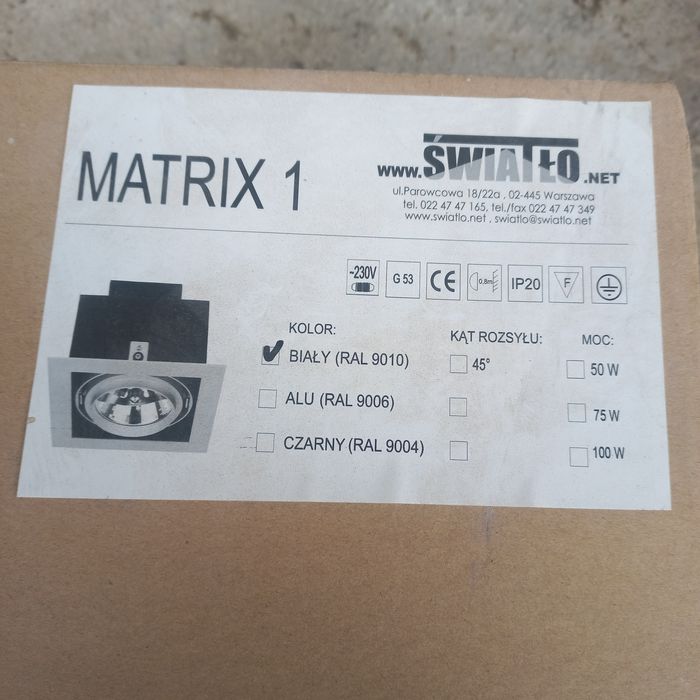 MATRIX 1
www.ŚWIATŁO.NET
ul.Parowcowa 18/22a , 02-445 Warszawa
tel. 022 47 47 165, tel./fax 022 47 47 349
www.swiatlo.net , swiatlo@swiatlo.net
~230V G 53 CE 0,8m IP20 F
KOLOR: KĄT ROZSYŁU: MOC:
BIAŁY (RAL 9010) 45° 50 W
ALU (RAL 9006) 75 W
CZARNY (RAL 9004) 100 W